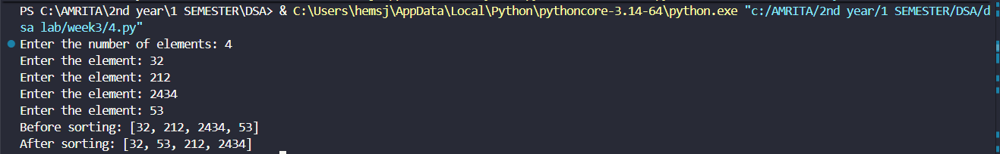 PS C:\AMRITA\2nd year\1 SEMESTER\DSA> & C:\Users\hemsj\AppData\Local\Python\pythoncore-3.14-64\python.exe "c:/AMRITA/2nd year/1 SEMESTER/DSA/d
sa lab/week3/4.py"
Enter the number of elements: 4
Enter the element: 32
Enter the element: 212
Enter the element: 2434
Enter the element: 53
Before sorting: [32, 212, 2434, 53]
After sorting: [32, 53, 212, 2434]